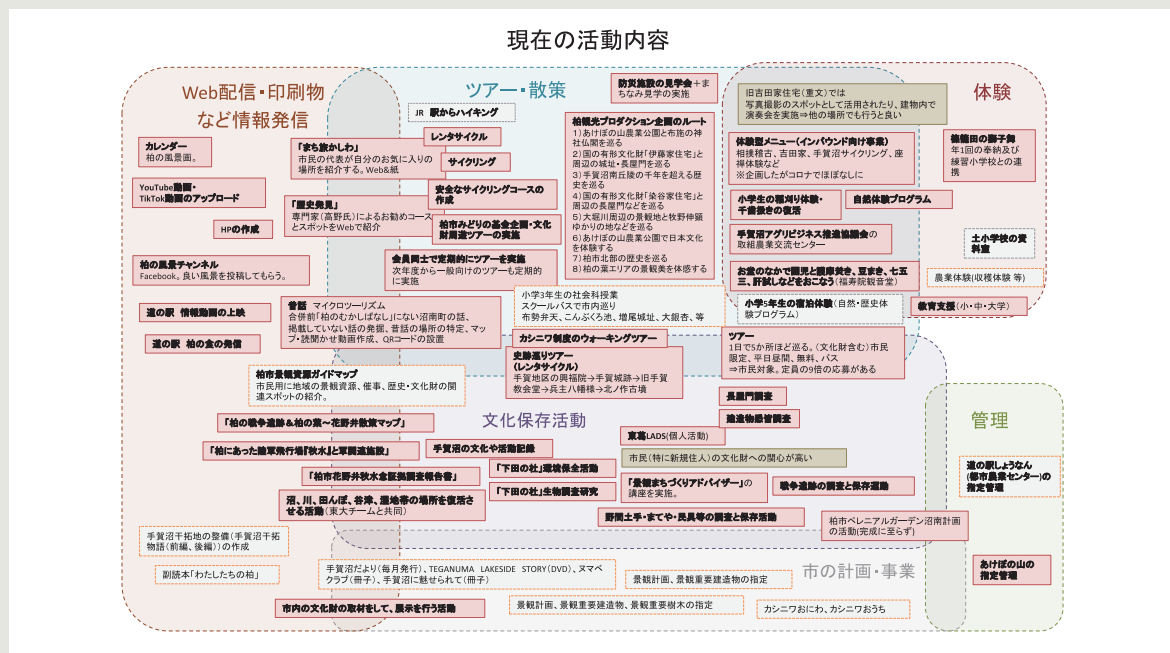 現在の活動内容
Web配信・印刷物
など情報発信
カレンダー
柏の風景画。
YouTube動画・
TikTok動画のアップロード
HPの作成
柏の風景チャンネル
Facebook。良い風景を投稿してもらう。
道の駅 情報動画の上映
道の駅 柏の食の発信
「まち旅かしわ」
市民の代表が自分のお気に入りの
場所を紹介する。Web&紙
「歴史発見」
専門家（高野氏）によるお勧めコース
とスポットをWebで紹介
昔話 マイクロツーリズム
合併前「柏のむかしばなし」にない沼南町の話、
掲載していない話の発掘、昔話の場所の特定、マッ
プ・読聞かせ動画作成、QRコードの設置
柏市景観資源ガイドマップ
市民用に地域の景観資源、催事、歴史・文化財の関
連スポットの紹介。
ツアー・散策
JR 駅からハイキング
レンタサイクル
サイクリング
安全なサイクリングコースの
作成
柏市みどりの基金企画・文化
財周遊ツアーの実施
会員同士で定期的にツアーを実施
次年度から一般向けのツアーも定期的
に実施
防災施設の見学会＋ま
ちなみ見学の実施
柏観光プロダクション企画のルート
1）あけぼの山農業公園と布施の神
社仏閣を巡る
2）国の有形文化財「伊藤家住宅」と
周辺の城址・長屋門を巡る
3）手賀沼南丘陵の千年を超える歴
史を巡る
4）国の有形文化財「染谷家住宅」と
周辺の長屋門などを巡る
5）大堀川周辺の景観地と牧野伸顕
ゆかりの地などを巡る
6）あけぼの山農業公園で日本文化
を体験する
7）柏市北部の歴史を巡る
8）柏の葉エリアの景観美を体感する
小学3年生の社会科授業
スクールバスで市内巡り
布勢弁天、こんぶくろ池、増尾城址、大銀杏、等
カシニワ制度のウォーキングツアー
史跡巡りツアー
（レンタサイクル）
手賀地区の興福院→手賀城跡→旧手賀
教会堂→兵主八幡様→北ノ作古墳
体験
旧吉田家住宅（重文）では
写真撮影のスポットとして活用されたり、建物内で
演奏会を実施⇒他の場所でも行うと良い
体験型メニュー（インバウンド向け事業）
相撲稽古、吉田家、手賀沼サイクリング、座
禅体験など
※企画したがコロナでほぼなしに
篠籠田の獅子舞
年1回の奉納及び
練習小学校との連
携
小学生の稲刈り体験・
千歯扱きの復活
自然体験プログラム
手賀沼アグリビジネス推進協議会の
取組農業交流センター
土小学校の資
料室
お堂のなかで園児と護摩焚き、豆まき、七五
三、肝試しなどをおこなう（福寿院観音堂）
農業体験（収穫体験 等）
小学5年生の宿泊体験（自然・歴史体
験プログラム）
教育支援（小・中・大学）
ツアー
1日で5か所ほど巡る。（文化財含む）市民
限定、平日昼間、無料、バス
⇒市民対象、定員の9倍の応募がある
文化保存活動
長屋門調査
建造物悉皆調査
東葛LADS（個人活動）
市民（特に新規住人）の文化財への関心が高い
「柏の戦争遺跡＆柏の葉～花野井散策マップ」
「柏にあった陸軍飛行場『秋水』と軍関連施設」
「柏市花野井秋水倉証拠調査報告書」
沼、川、田んぼ、谷津、湿地帯の場所を復活さ
せる活動（東大チームと共同）
手賀沼の文化や活動記録
「下田の杜」環境保全活動
「下田の杜」生物調査研究
「景観まちづくりアドバイザー」の
講座を実施。
戦争遺跡の調査と保存運動
野間土手・まてや・民具等の調査と保存活動
柏市ペレニアルガーデン沼南計画
の活動（完成に至らず）
管理
道の駅しょうなん
（都市農業センター）の
指定管理
あけぼの山の
指定管理
手賀沼干拓地の整備（手賀沼干拓
物語（前編、後編））の作成
副読本「わたしたちの柏」
手賀沼だより（毎月発行）、TEGANUMA LAKESIDE STORY（DVD）、ヌマベ
クラブ（冊子）、手賀沼に魅せられて（冊子）
景観計画、景観重要建造物の指定
市の計画・事業
市内の文化財の取材をして、展示を行う活動
景観計画、景観重要建造物、景観重要樹木の指定
カシニワおにわ、カシニワおうち